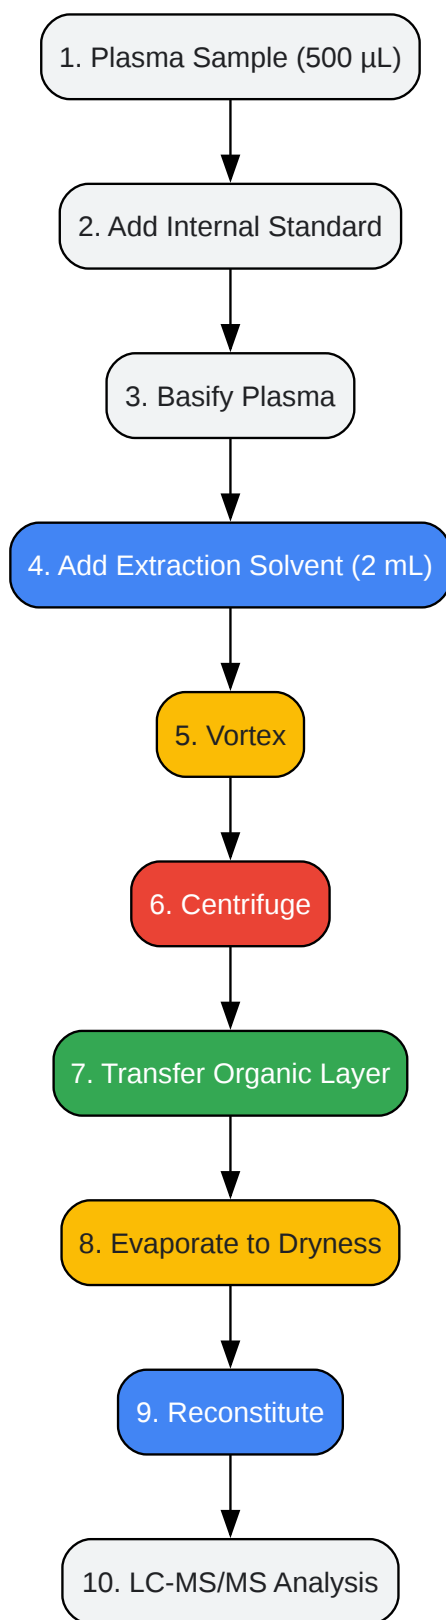 1. Plasma Sample (500 µL)
2. Add Internal Standard
3. Basify Plasma
4. Add Extraction Solvent (2 mL)
5. Vortex
6. Centrifuge
7. Transfer Organic Layer
8. Evaporate to Dryness
9. Reconstitute
10. LC-MS/MS Analysis